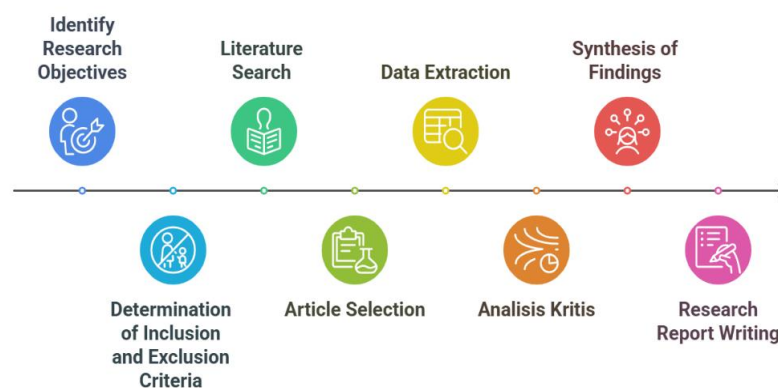 Identify
Research
Objectives
Determination
of Inclusion
and Exclusion
Criteria
Literature
Search
Article Selection
Data Extraction
Analisis Kritis
Synthesis of
Findings
Research
Report Writing